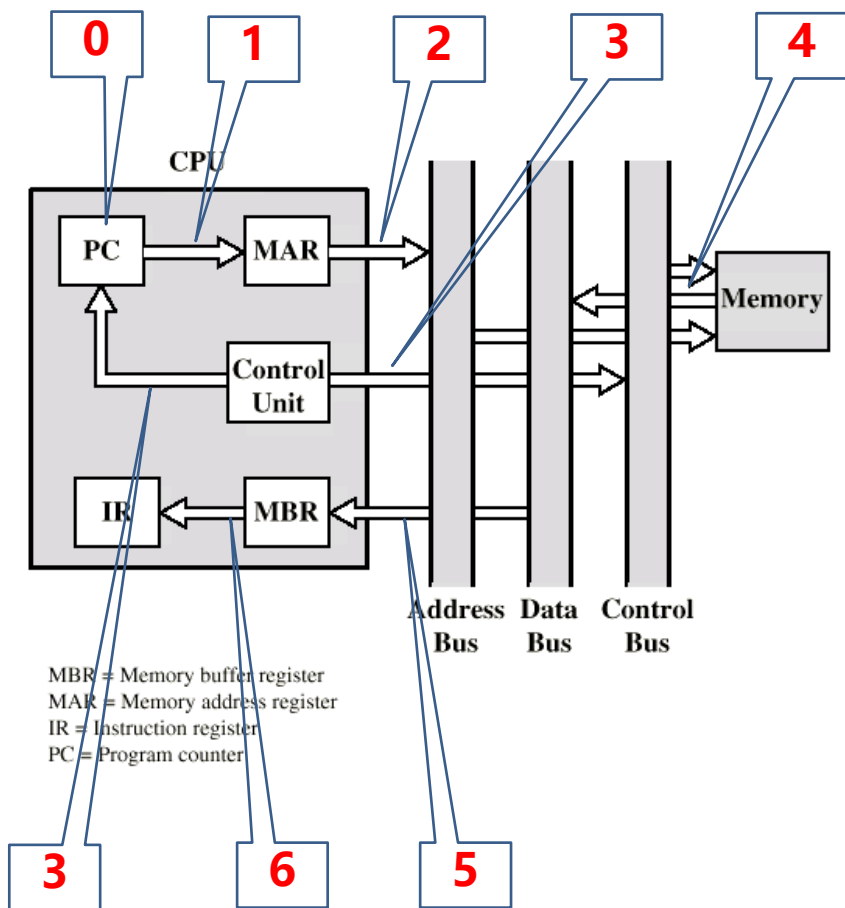 0
1
2
3
4
CPU
PC
MAR
Memory
Control
Unit
IR
MBR
Address
Bus
Data
Bus
Control
Bus
MBR = Memory buffer register
MAR = Memory address register
IR = Instruction register
PC = Program counter
3
6
5